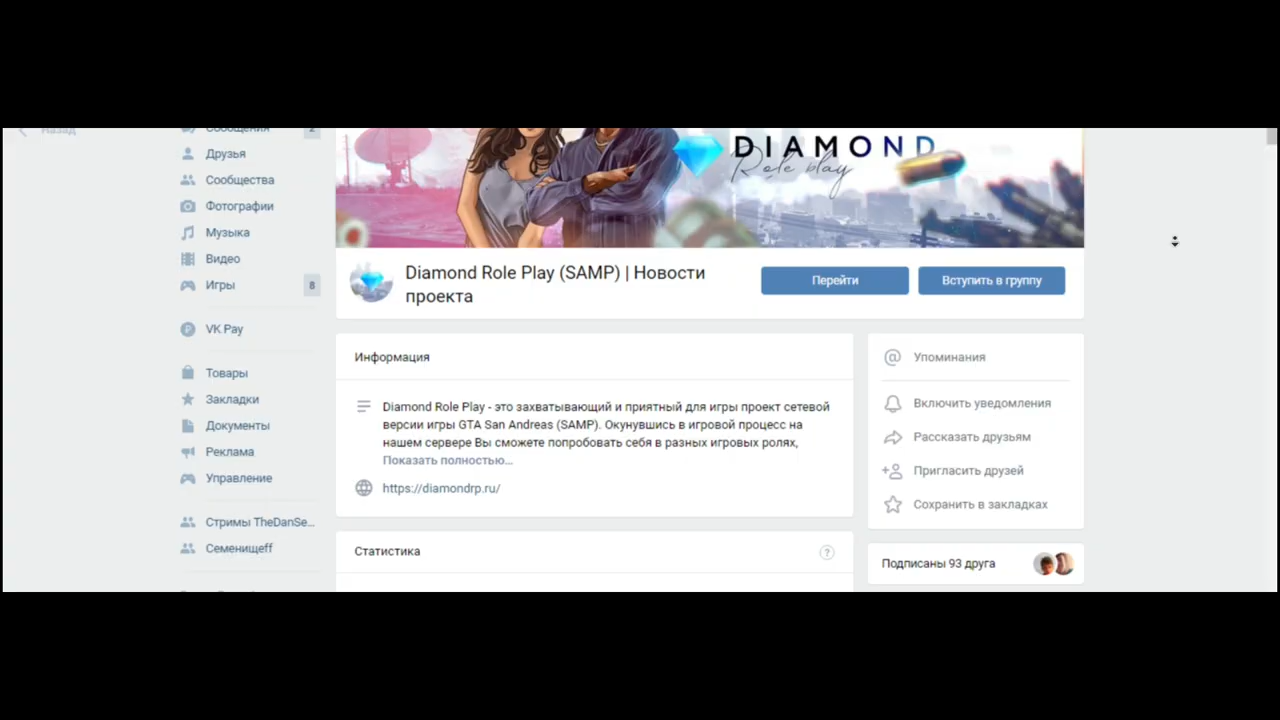 Назад
Сообщения 2
Друзья
Сообщества
Фотографии
Музыка
Видео
Игры 8
VK Pay
Товары
Закладки
Документы
Реклама
Управление
Стримы TheDanSe...
Семенищеff
DIAMOND
Role play
Diamond Role Play (SAMP) | Новости
проекта
Перейти
Вступить в группу
Информация
Diamond Role Play - это захватывающий и приятный для игры проект сетевой
версии игры GTA San Andreas (SAMP). Окунувшись в игровой процесс на
нашем сервере Вы сможете попробовать себя в разных игровых ролях,
Показать полностью...
https://diamondrp.ru/
Статистика ?
@ Упоминания
Включить уведомления
Рассказать друзьям
Пригласить друзей
Сохранить в закладках
Подписаны 93 друга